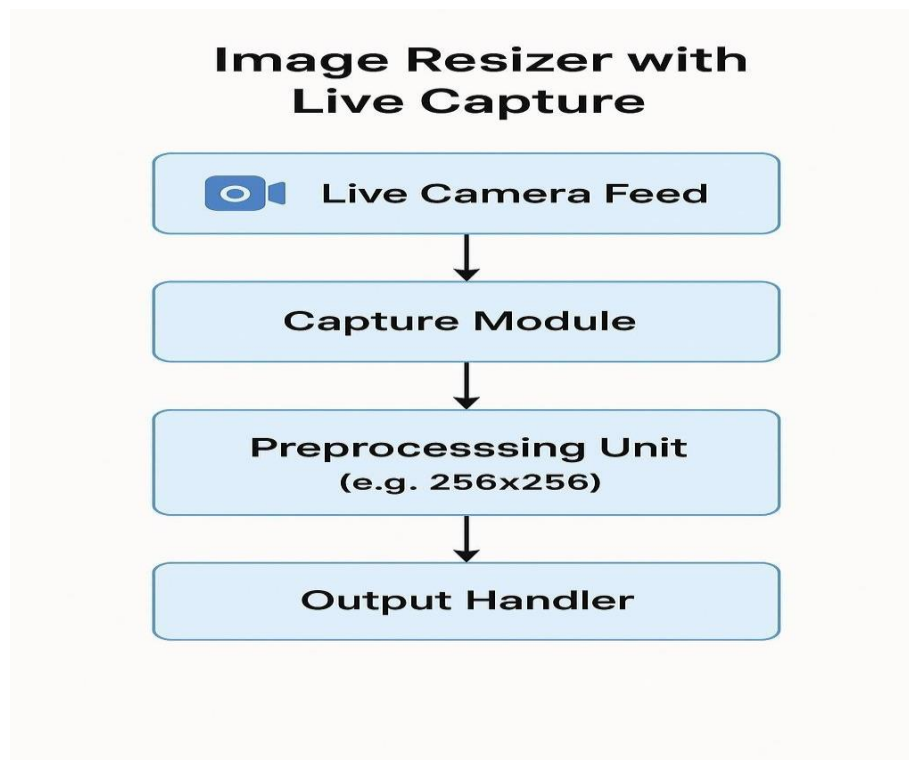 Image Resizer with
Live Capture
Live Camera Feed
Capture Module
Preprocesssing Unit
(e.g. 256x256)
Output Handler